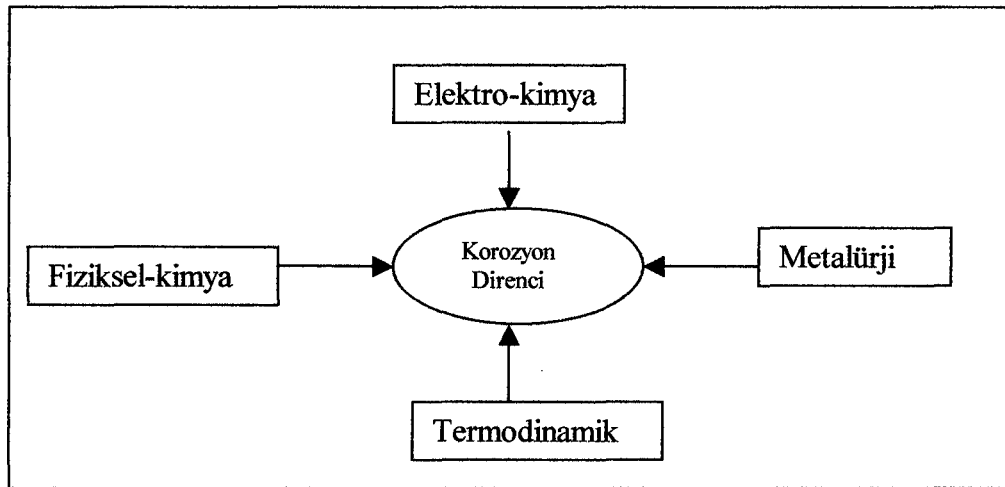 Elektro-kimya
Fiziksel-kimya
Korozyon
Direnci
Metalürji
Termodinamik